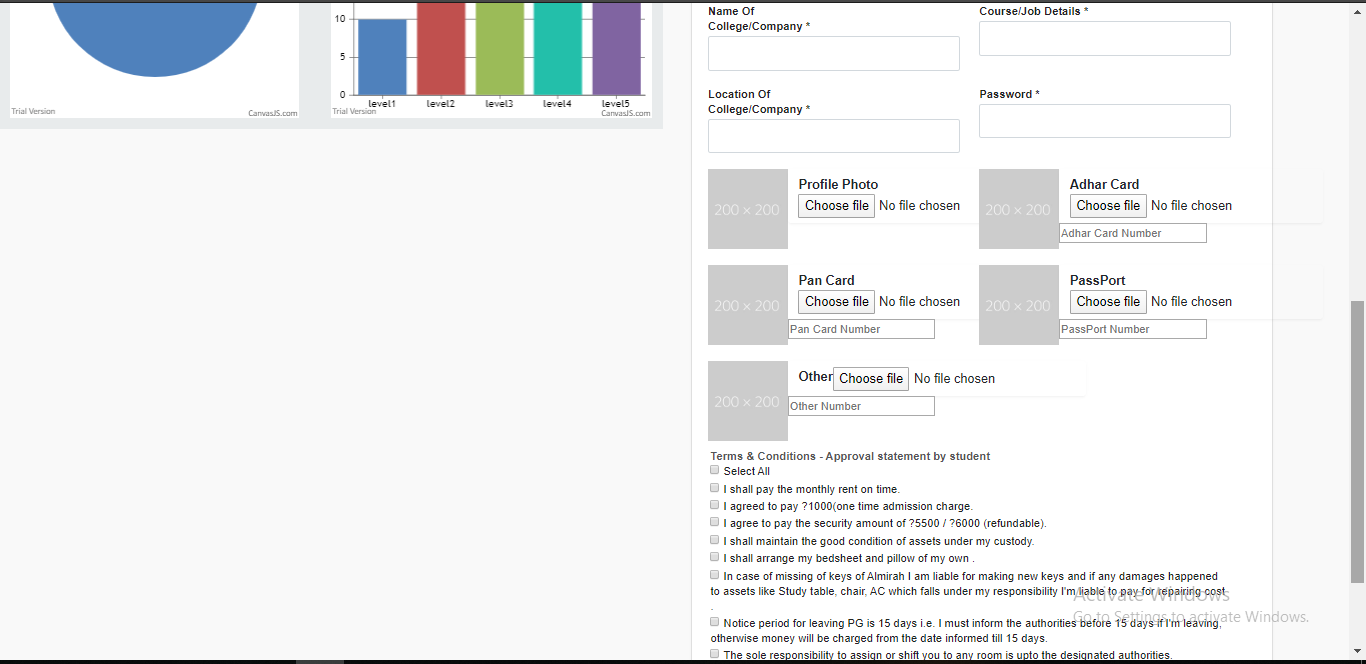 10
5
0
level1 level2 level3 level4 level5
Trial Version
CanvasJS.com
Trial Version
CanvasJS.com
Name Of
College/Company *
Course/Job Details *
Location Of
College/Company *
Password *
200 × 200
Profile Photo
Choose file No file chosen
200 × 200
Adhar Card
Choose file No file chosen
Adhar Card Number
200 × 200
Pan Card
Choose file No file chosen
Pan Card Number
200 × 200
PassPort
Choose file No file chosen
PassPort Number
200 × 200
Other Choose file No file chosen
Other Number
Terms & Conditions - Approval statement by student
Select All
I shall pay the monthly rent on time.
I agreed to pay ?1000(one time admission charge.
I agree to pay the security amount of ?5500 / ?6000 (refundable).
I shall maintain the good condition of assets under my custody.
I shall arrange my bedsheet and pillow of my own .
In case of missing of keys of Almirah I am liable for making new keys and if any damages happened
to assets like Study table, chair, AC which falls under my responsibility I'm liable to pay for repairing cost
.
Notice period for leaving PG is 15 days i.e. I must inform the authorities before 15 days if I'm leaving,
otherwise money will be charged from the date informed till 15 days.
The sole responsibility to assign or shift you to any room is upto the designated authorities.
Activate Windows
Go to Settings to activate Windows.